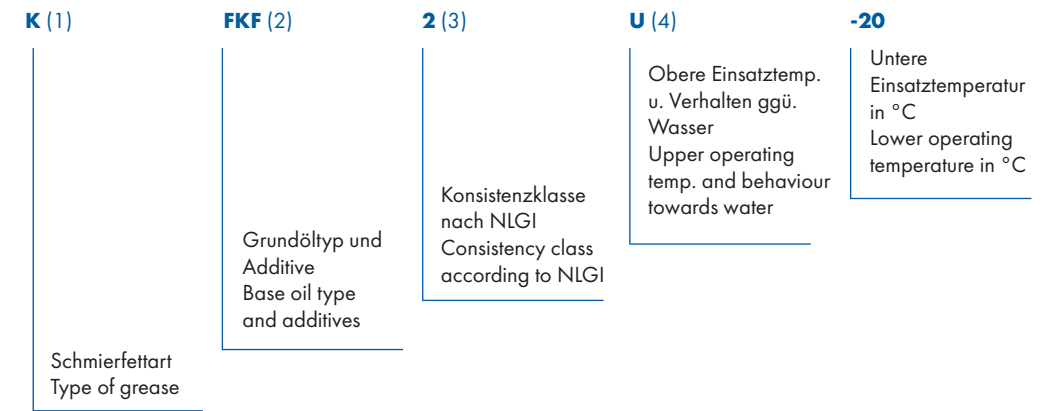 K (1)
FKF (2)
2 (3)
U (4)
-20
Schmierfettart
Type of grease
Grundöltyp und
Additive
Base oil type
and additives
Konsistenzklasse
nach NLGI
Consistency class
according to NLGI
Obere Einsatztemp.
u. Verhalten ggü.
Wasser
Upper operating
temp. and behaviour
towards water
Untere
Einsatztemperatur
in °C
Lower operating
temperature in °C